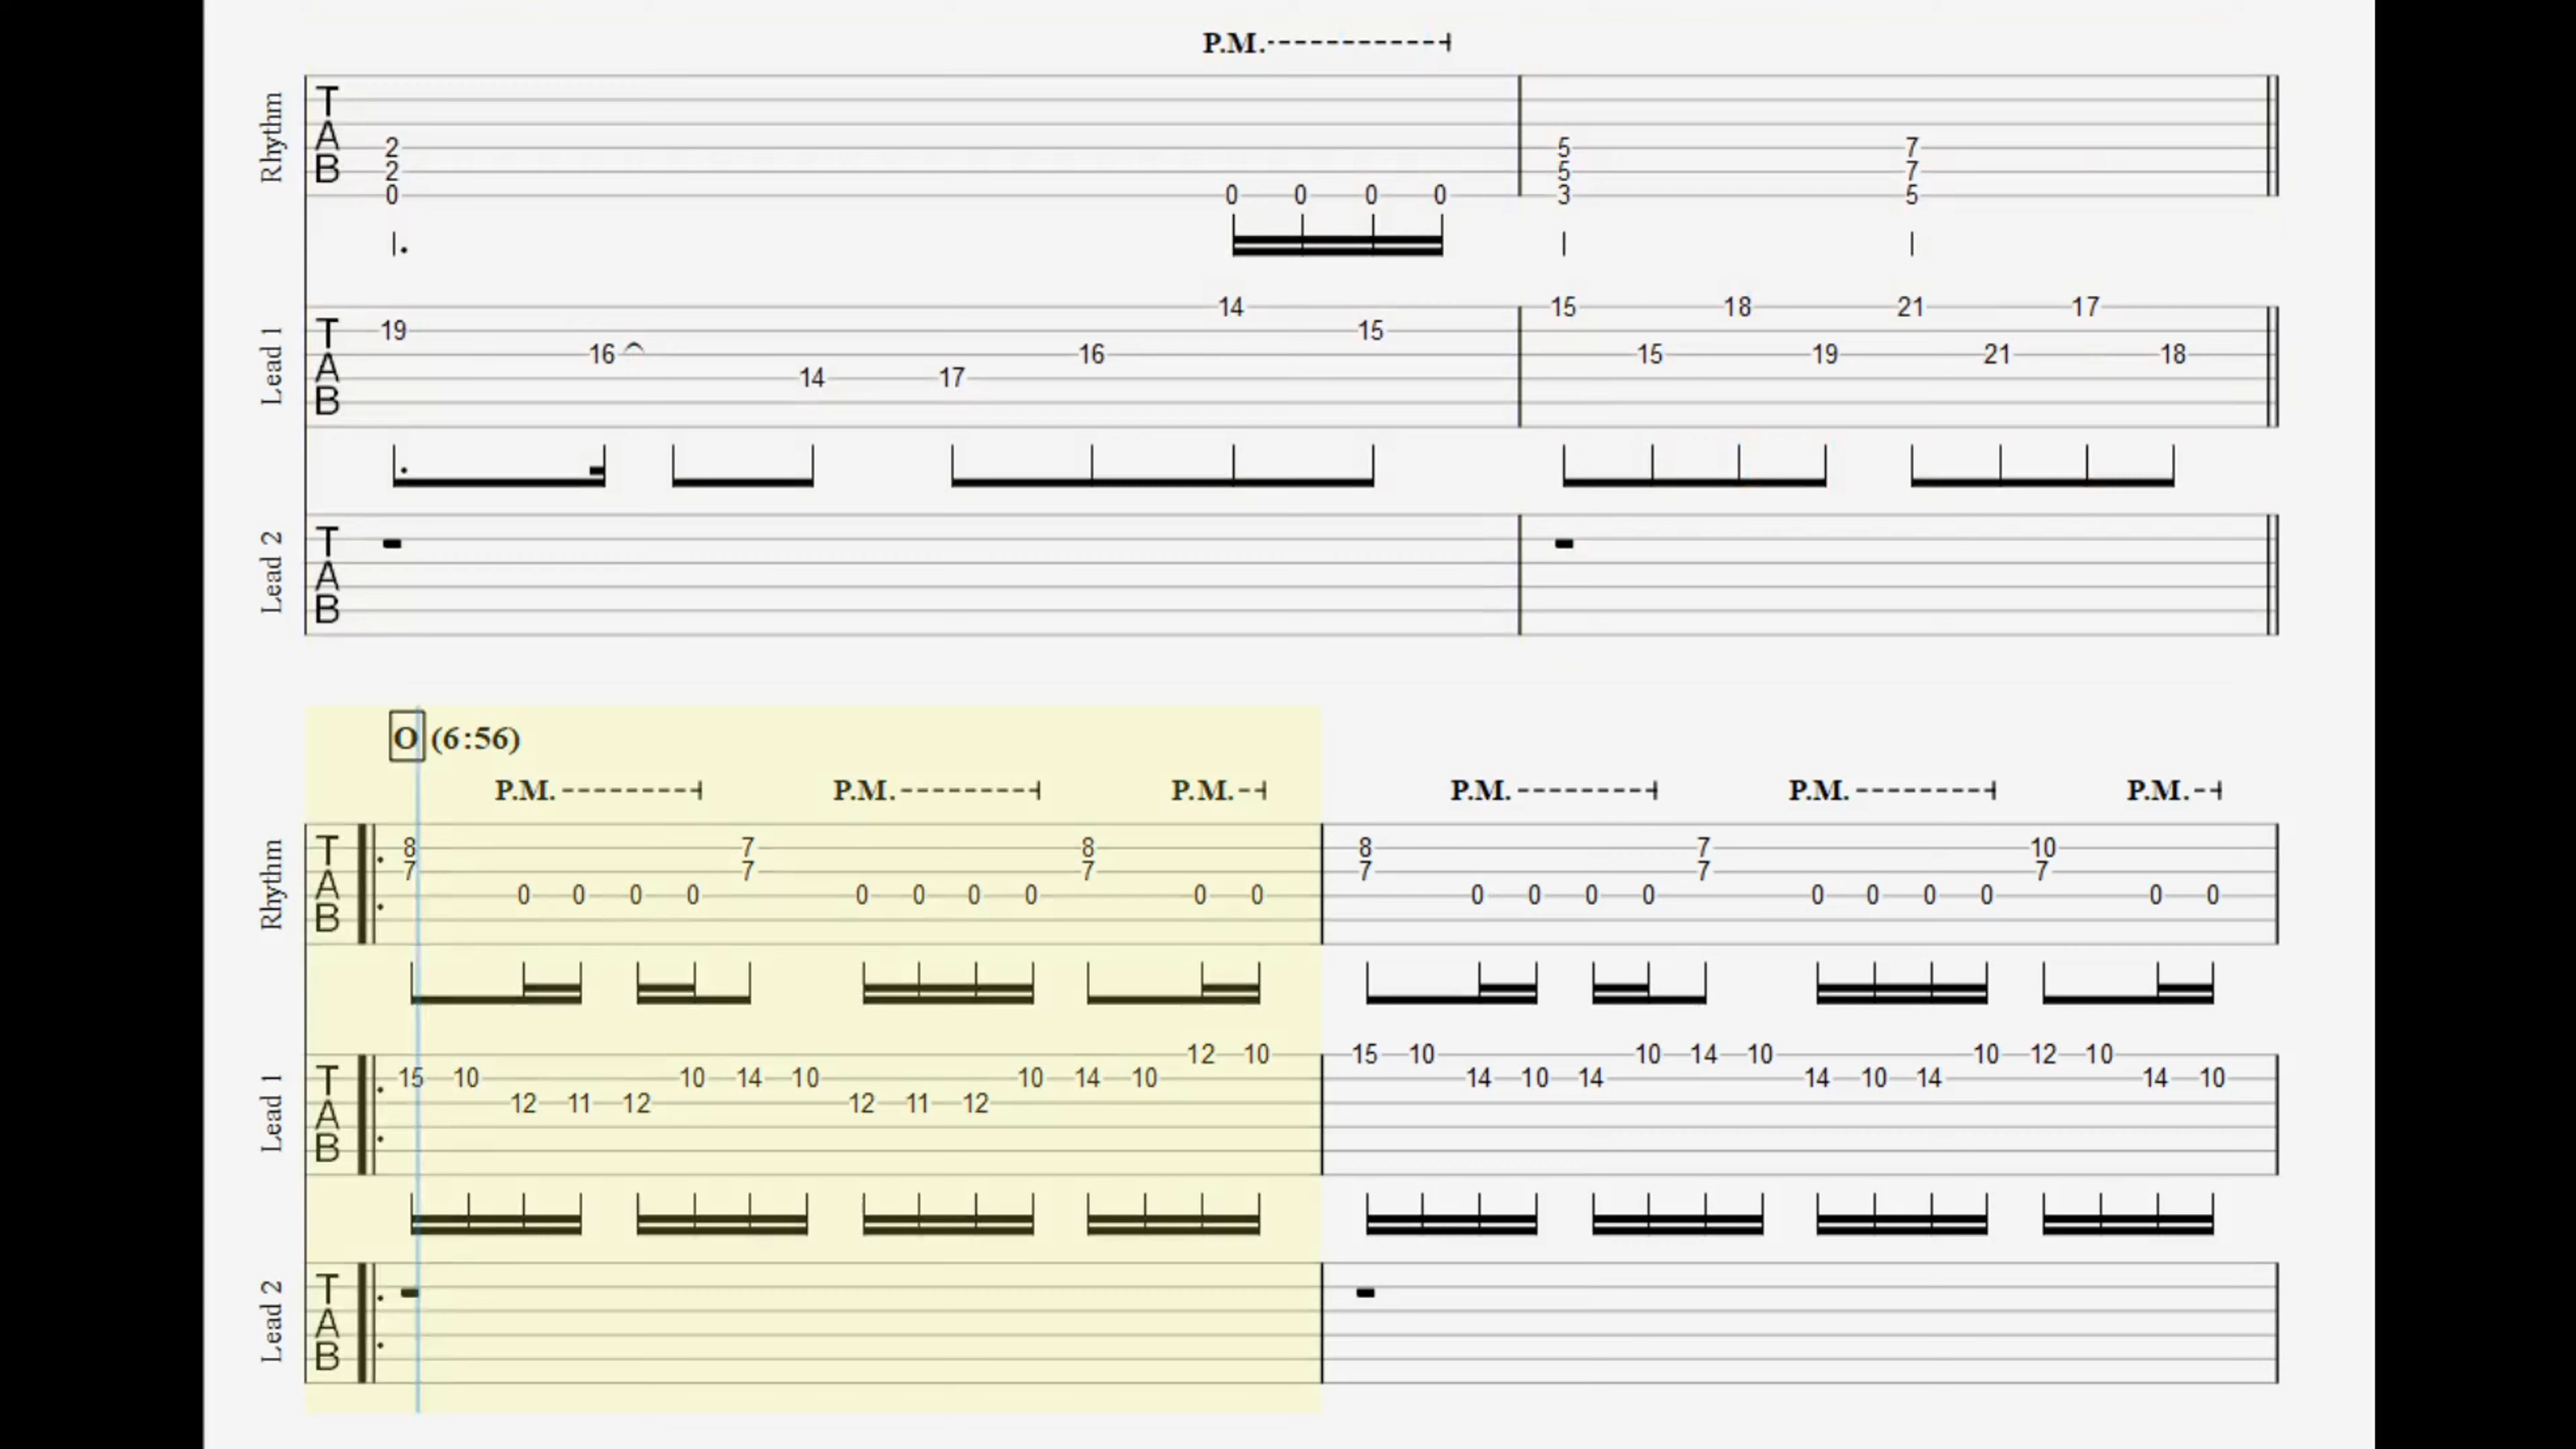 P.M.
Rhythm
T
A
B
2
2
0
0 0 0 0
5 7
5 7
3 5
Lead 1
T
A
B
14 15 18 21 17
19 15
16 16 15 19 21 18
14 17
Lead 2
T
A
B
O (6:56)
P.M. P.M. P.M. P.M. P.M. P.M.
Rhythm
T
A
B
8 7 8 8 7 10
7 7 7 7 7 7
0 0 0 0 0 0 0 0 0 0 0 0 0 0 0 0 0 0 0 0
Lead 1
T
A
B
12 10 15 10 10 14 10 10 12 10
15 10 10 14 10 10 14 10 14 10 14 14 10 14 14 10
12 11 12 12 11 12
Lead 2
T
A
B